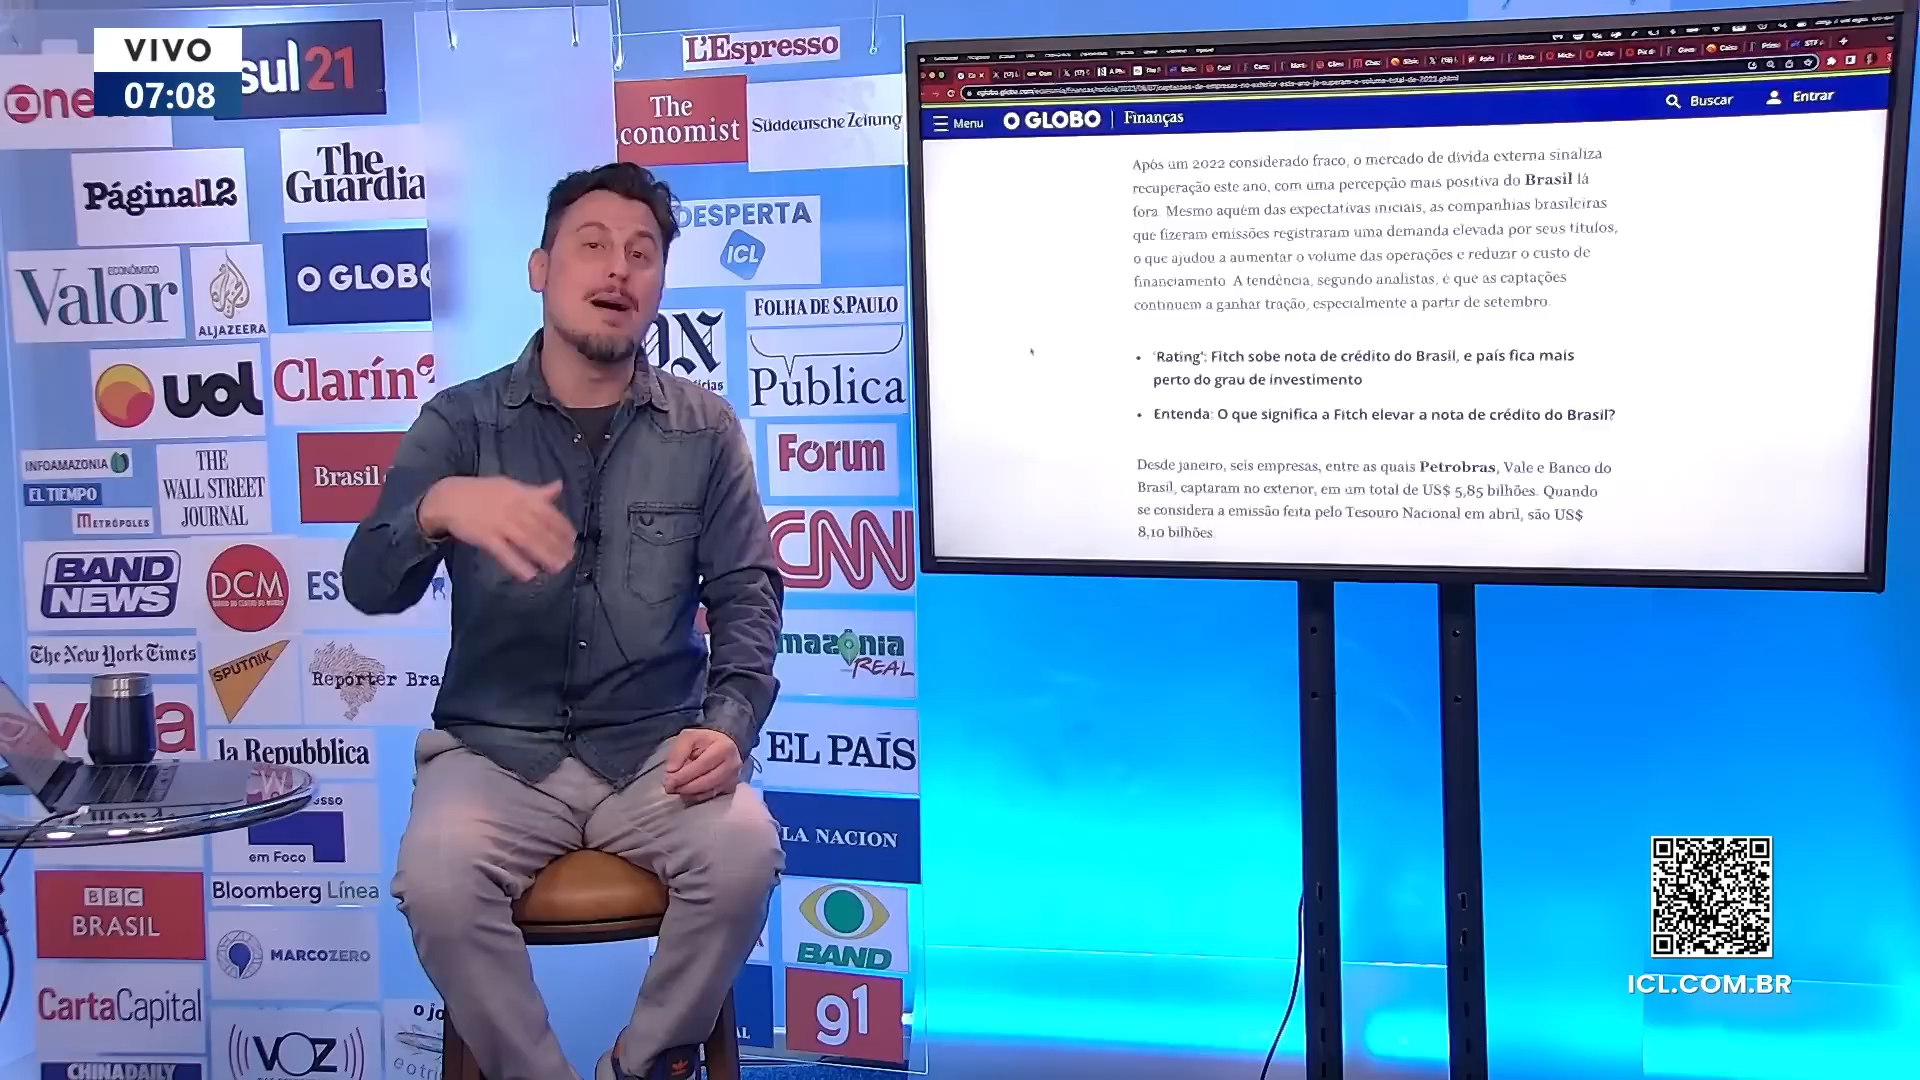 VIVO
07:08
sul21
L'Espresso
The
conomist
Süddeutsche Zeitung
The
Guardia
Página12
DESPERTA
ICL
Valor
ECONÔMICO
ALJAZEERA
O GLOBO
FOLHA DE S.PAULO
uol
Clarín
Pública
Forum
INFOAMAZONIA
EL TIEMPO
METRÓPOLES
THE
WALL STREET
JOURNAL
Brasil
CNN
BAND
NEWS
DCM
EST
The New York Times
SPUTNIK
Repórter Bra
amazônia
REAL
la Repubblica
EL PAÍS
em Foco
LA NACION
BBC
BRASIL
Bloomberg Línea
MARCOZERO
BAND
CartaCapital
VOZ
o jo
g1
CHINADAILY
Menu
O GLOBO | Finanças
Buscar
Entrar
Após um 2022 considerado fraco, o mercado de dívida externa sinaliza
recuperação este ano, com uma percepção mais positiva do Brasil lá
fora. Mesmo aquém das expectativas iniciais, as companhias brasileiras
que fizeram emissões registraram uma demanda elevada por seus títulos,
o que ajudou a aumentar o volume das operações e reduzir o custo de
financiamento. A tendência, segundo analistas, é que as captações
continuem a ganhar tração, especialmente a partir de setembro.
• 'Rating': Fitch sobe nota de crédito do Brasil, e país fica mais
perto do grau de investimento
• Entenda: O que significa a Fitch elevar a nota de crédito do Brasil?
Desde janeiro, seis empresas, entre as quais Petrobras, Vale e Banco do
Brasil, captaram no exterior, em um total de US$ 5,85 bilhões. Quando
se considera a emissão feita pelo Tesouro Nacional em abril, são US$
8,10 bilhões.
ICL.COM.BR